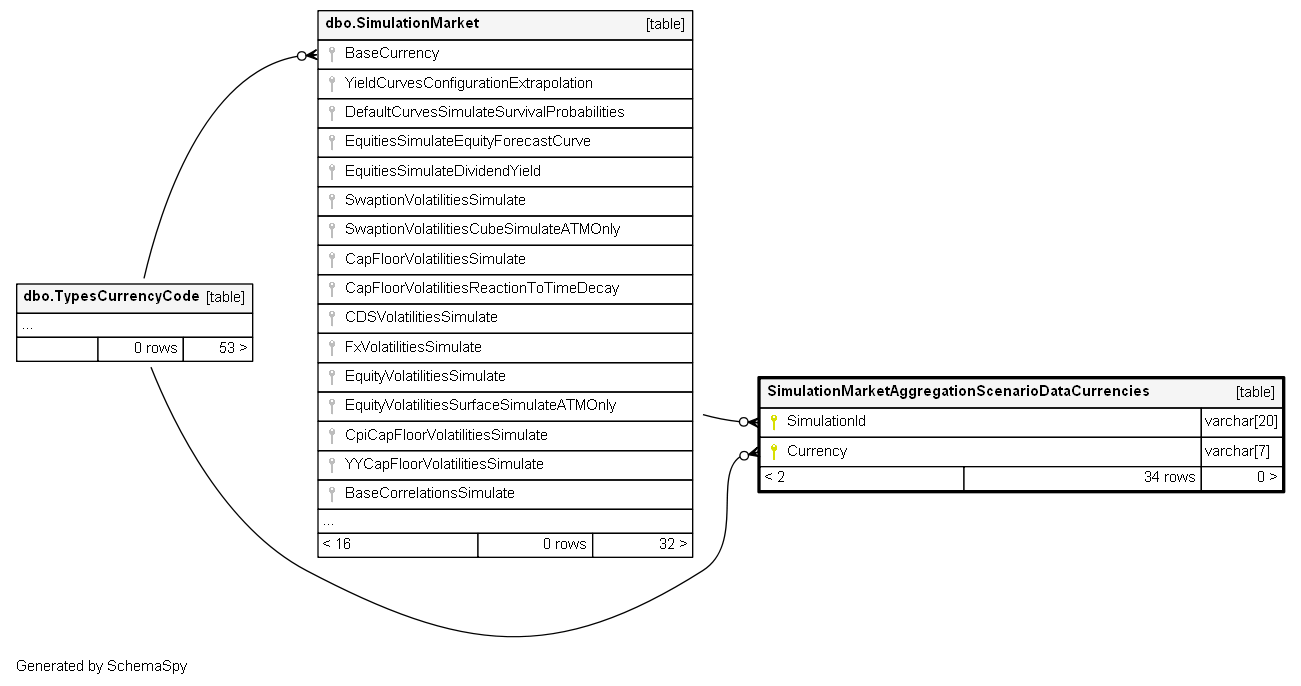 dbo.SimulationMarket [table]
BaseCurrency
YieldCurvesConfigurationExtrapolation
DefaultCurvesSimulateSurvivalProbabilities
EquitiesSimulateEquityForecastCurve
EquitiesSimulateDividendYield
SwaptionVolatilitiesSimulate
SwaptionVolatilitiesCubeSimulateATMOnly
CapFloorVolatilitiesSimulate
CapFloorVolatilitiesReactionToTimeDecay
CDSVolatilitiesSimulate
FxVolatilitiesSimulate
EquityVolatilitiesSimulate
EquityVolatilitiesSurfaceSimulateATMOnly
CpiCapFloorVolatilitiesSimulate
YYCapFloorVolatilitiesSimulate
BaseCorrelationsSimulate
...
< 16 0 rows 32 >
dbo.TypesCurrencyCode [table]
...
0 rows 53 >
SimulationMarketAggregationScenarioDataCurrencies [table]
SimulationId varchar[20]
Currency varchar[7]
< 2 34 rows 0 >
Generated by SchemaSpy